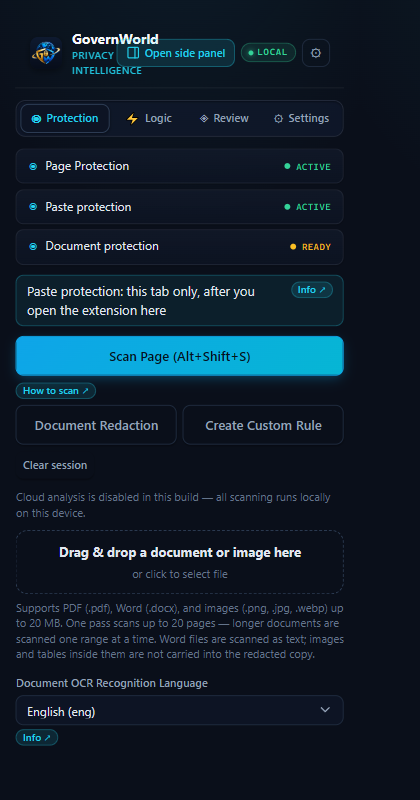 GovernWorld
PRIVACY
INTELLIGENCE
Open side panel
LOCAL
Protection
Logic
Review
Settings
Page Protection
ACTIVE
Paste protection
ACTIVE
Document protection
READY
Paste protection: this tab only, after you
open the extension here
Info ↗
Scan Page (Alt+Shift+S)
How to scan ↗
Document Redaction
Create Custom Rule
Clear session
Cloud analysis is disabled in this build — all scanning runs locally
on this device.
Drag & drop a document or image here
or click to select file
Supports PDF (.pdf), Word (.docx), and images (.png, .jpg, .webp) up
to 20 MB. One pass scans up to 20 pages — longer documents are
scanned one range at a time. Word files are scanned as text; images
and tables inside them are not carried into the redacted copy.
Document OCR Recognition Language
English (eng)
Info ↗